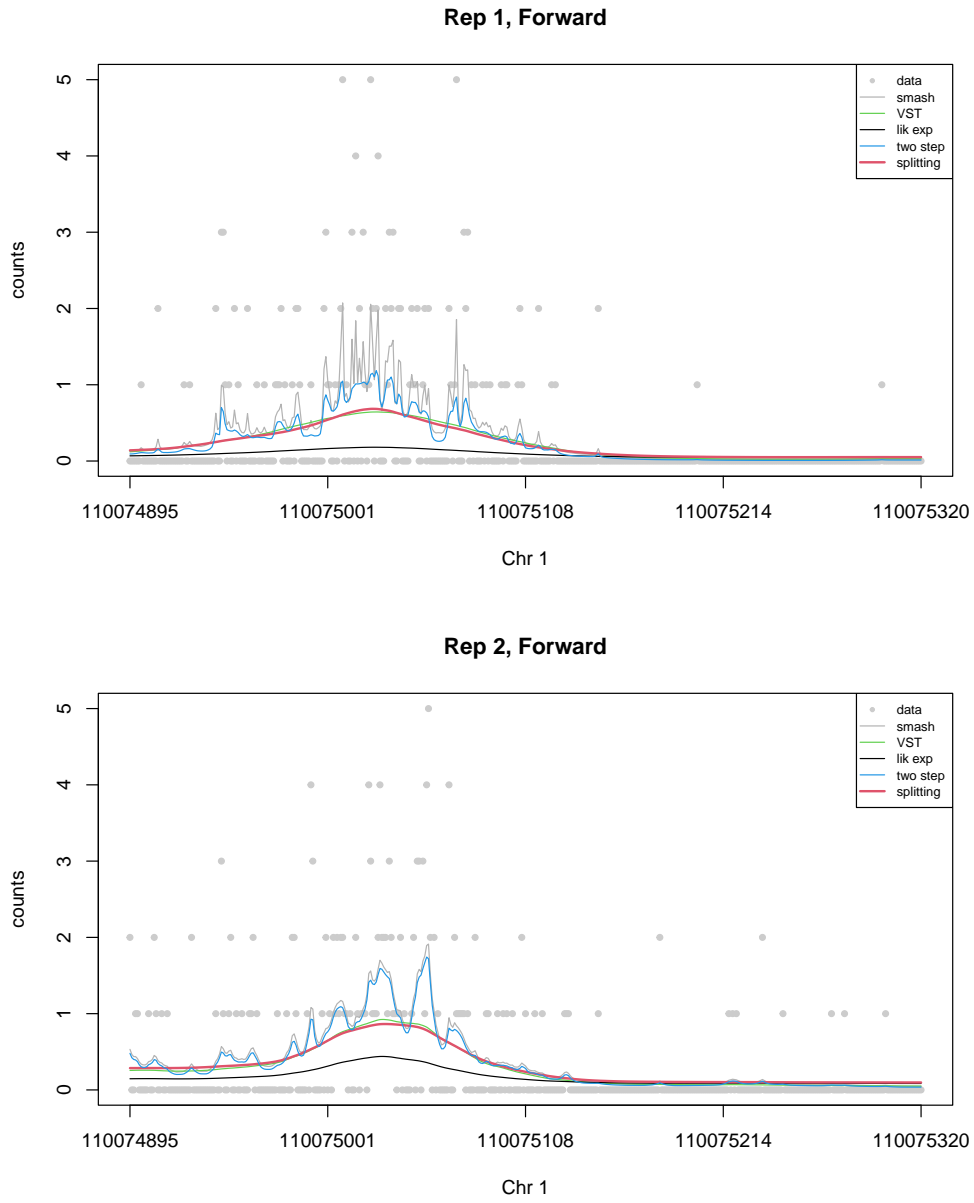 Rep 1, Forward
counts
5
4
3
2
1
0
data
smash
VST
lik exp
two step
splitting
110074895 110075001 110075108 110075214 110075320
Chr 1
Rep 2, Forward
counts
5
4
3
2
1
0
data
smash
VST
lik exp
two step
splitting
110074895 110075001 110075108 110075214 110075320
Chr 1